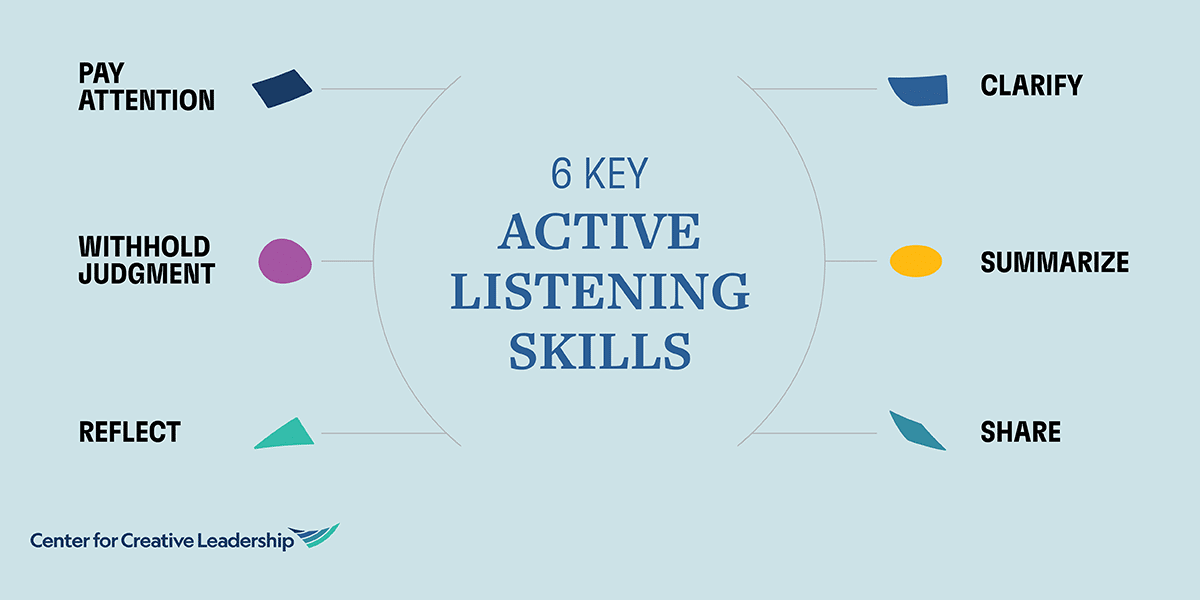 6 KEY
ACTIVE
LISTENING
SKILLS
PAY
ATTENTION
WITHHOLD
JUDGMENT
REFLECT
CLARIFY
SUMMARIZE
SHARE
Center for Creative Leadership